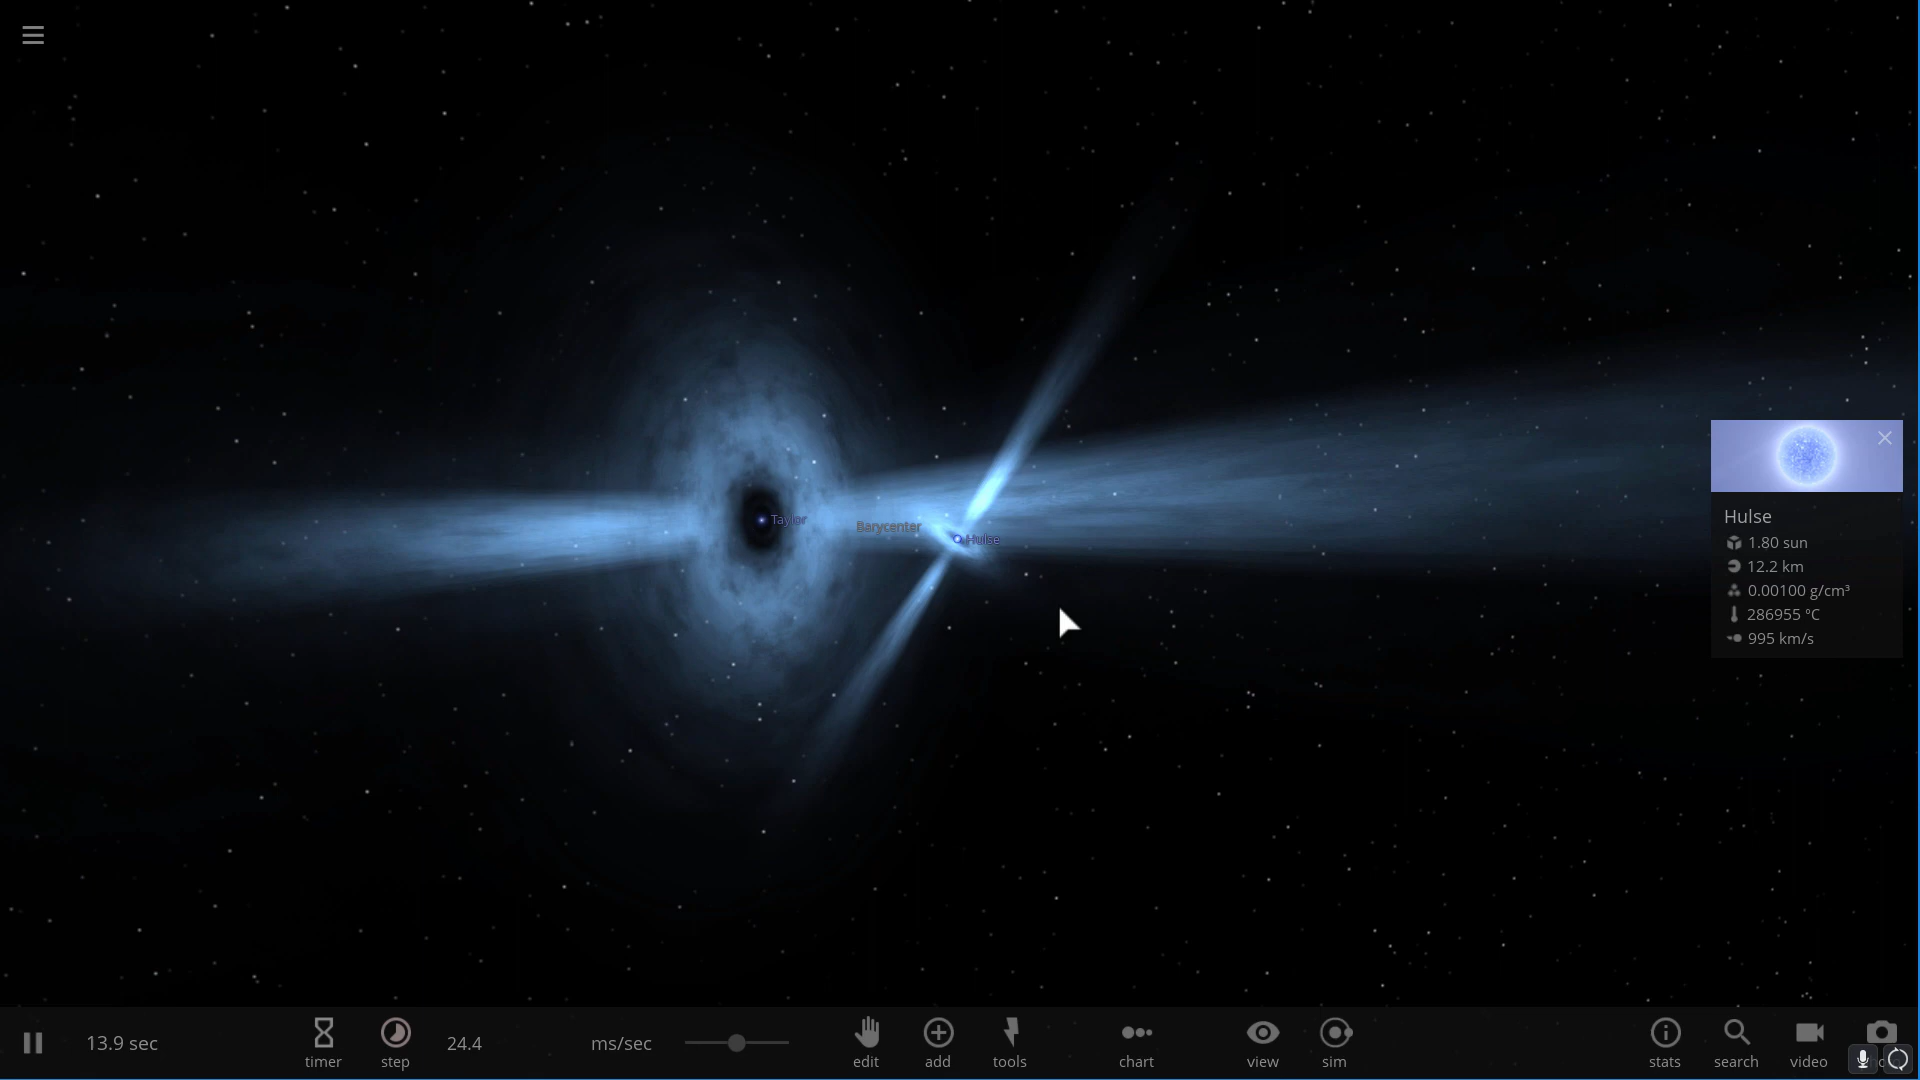 Taylor
Barycenter
Hulse
Hulse
1.80 sun
12.2 km
0.00100 g/cm³
286955 °C
995 km/s
13.9 sec
timer
step
24.4
ms/sec
edit
add
tools
chart
view
sim
stats
search
video